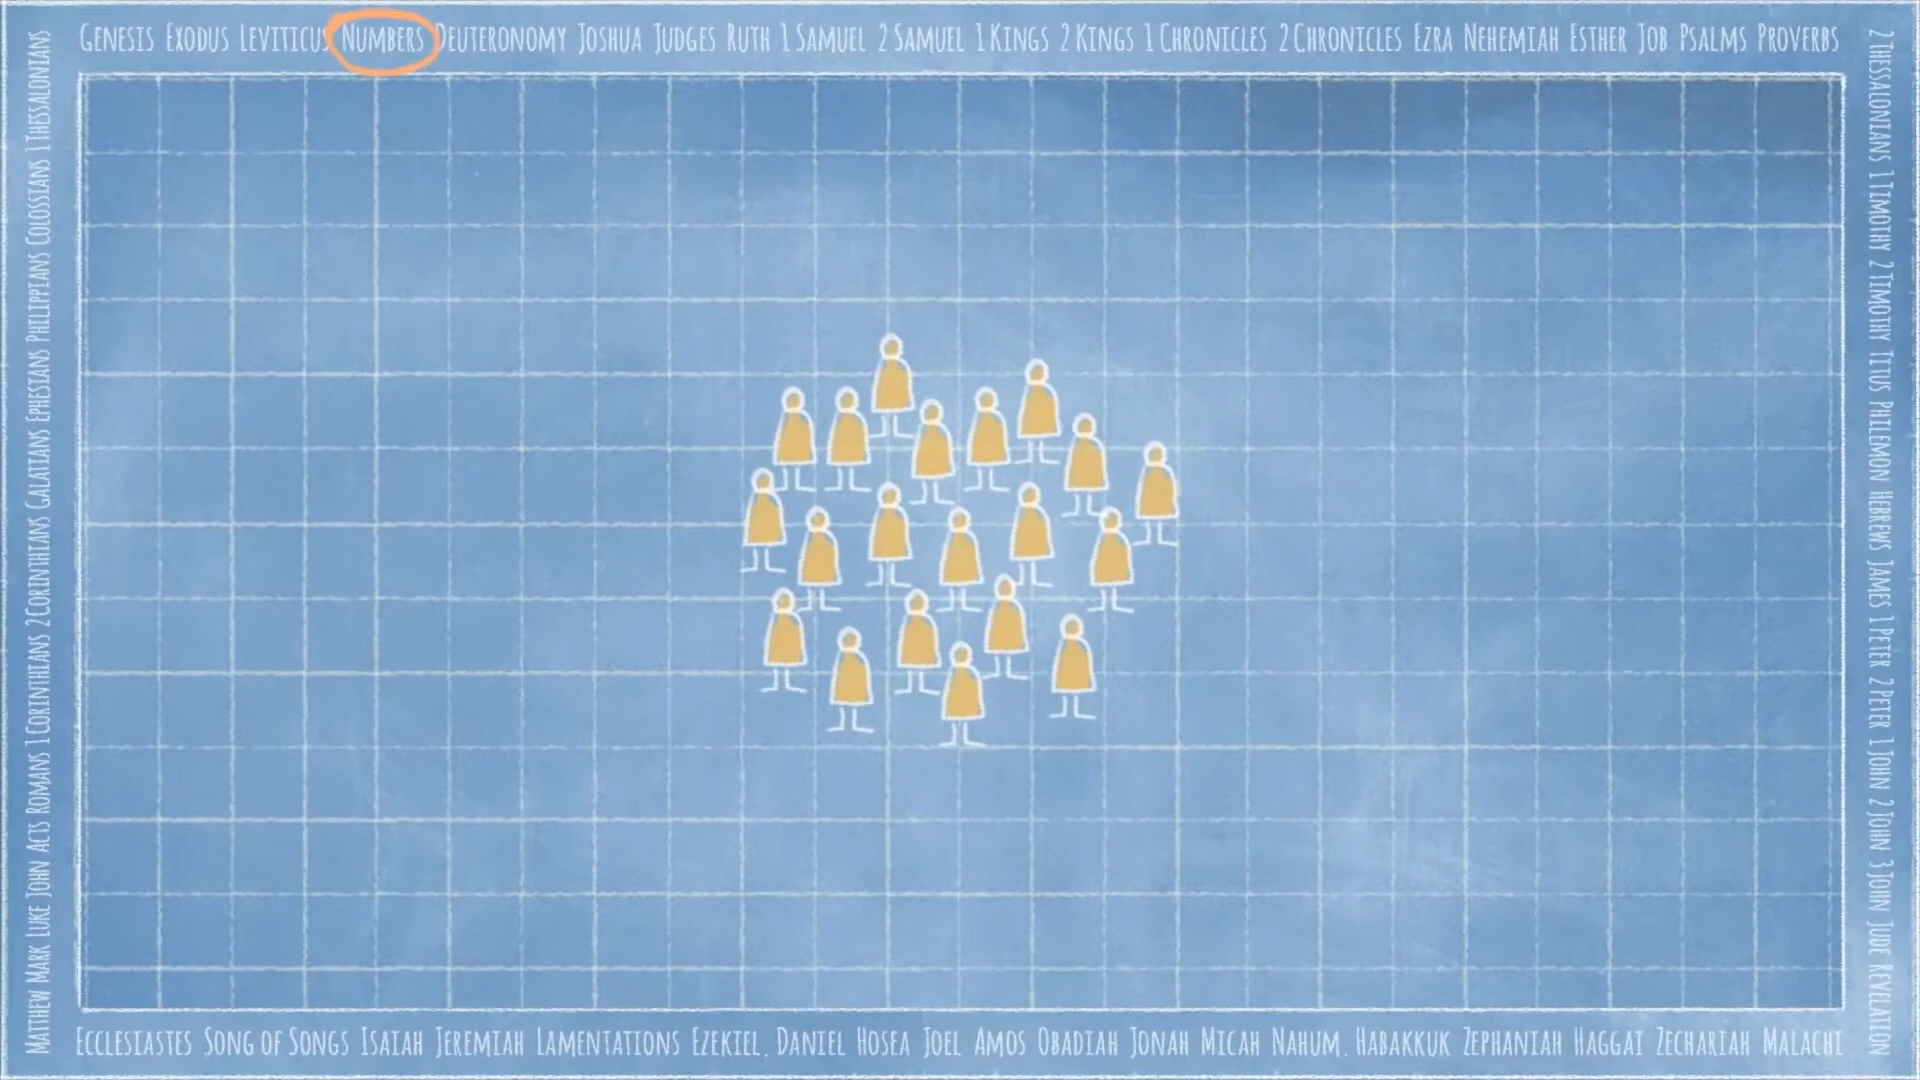 Genesis Exodus Leviticus Numbers Deuteronomy Joshua Judges Ruth 1 Samuel 2 Samuel 1 Kings 2 Kings 1 Chronicles 2 Chronicles Ezra Nehemiah Esther Job Psalms Proverbs
Matthew Mark Luke John Acts Romans 1 Corinthians 2 Corinthians Galatians Ephesians Philippians Colossians 1 Thessalonians
2 Thessalonians 1 Timothy 2 Timothy Titus Philemon Hebrews James 1 Peter 2 Peter 1 John 2 John 3 John Jude Revelation
Ecclesiastes Song of Songs Isaiah Jeremiah Lamentations Ezekiel. Daniel Hosea Joel Amos Obadiah Jonah Micah Nahum. Habakkuk Zephaniah Haggai Zechariah Malachi